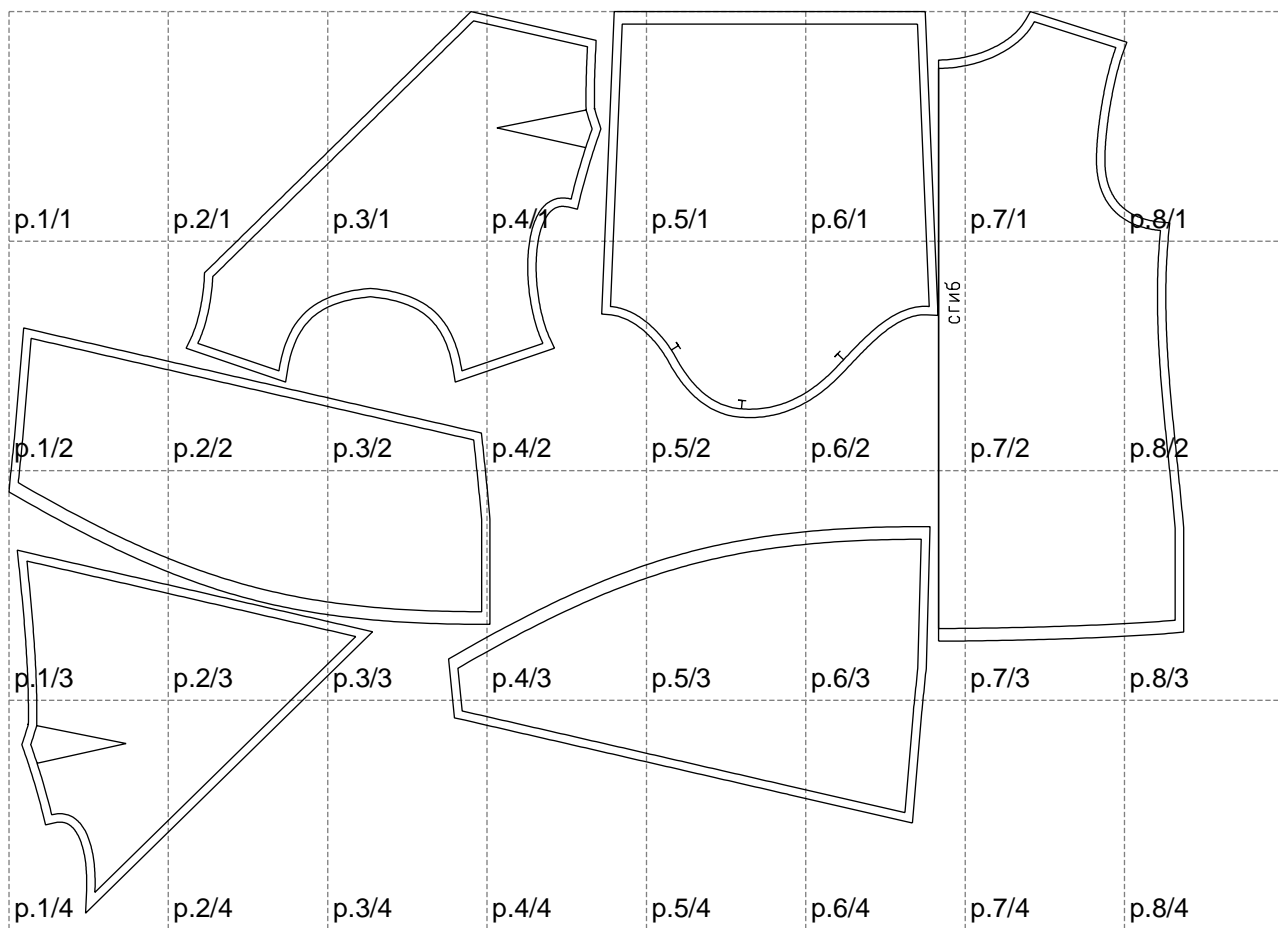 p.1/1 p.2/1 p.3/1 p.4/1 p.5/1 p.6/1 p.7/1 p.8/1
сгиб
p.1/2 p.2/2 p.3/2 p.4/2 p.5/2 p.6/2 p.7/2 p.8/2
p.1/3 p.2/3 p.3/3 p.4/3 p.5/3 p.6/3 p.7/3 p.8/3
p.1/4 p.2/4 p.3/4 p.4/4 p.5/4 p.6/4 p.7/4 p.8/4